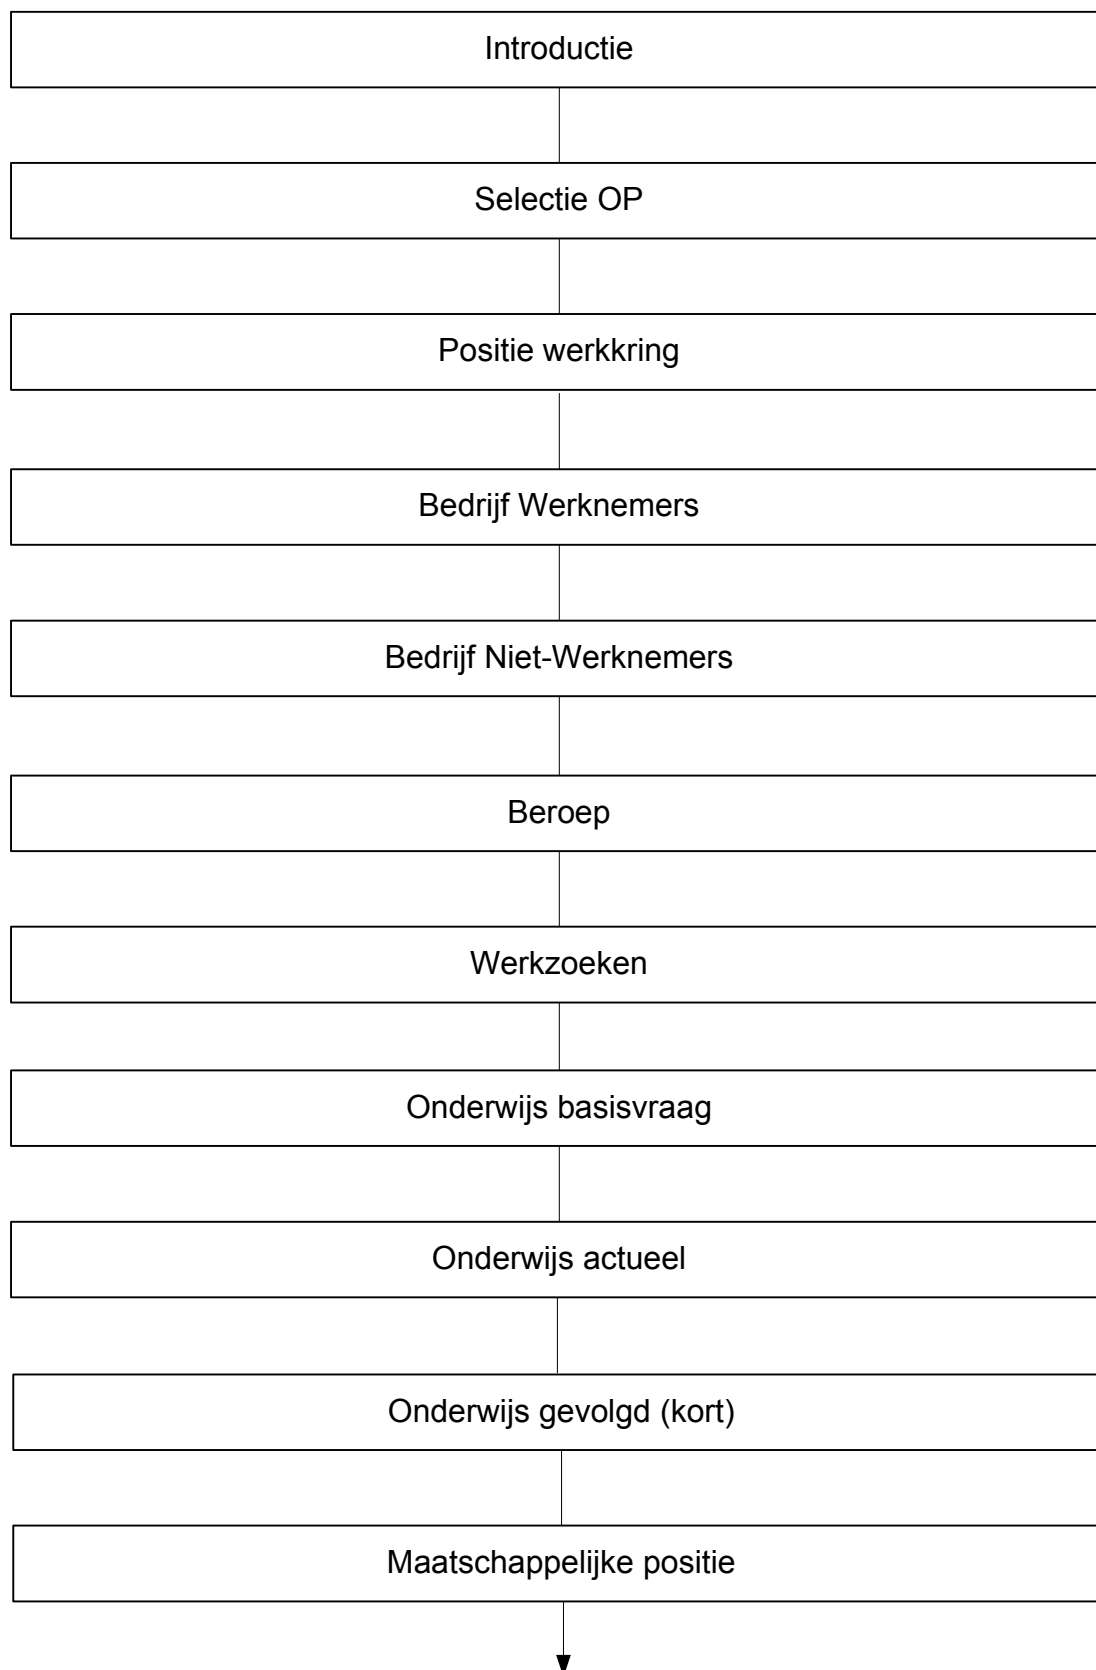 Introductie
Selectie OP
Positie werkkring
Bedrijf Werknemers
Bedrijf Niet-Werknemers
Beroep
Werkzoeken
Onderwijs basisvraag
Onderwijs actueel
Onderwijs gevolgd (kort)
Maatschappelijke positie